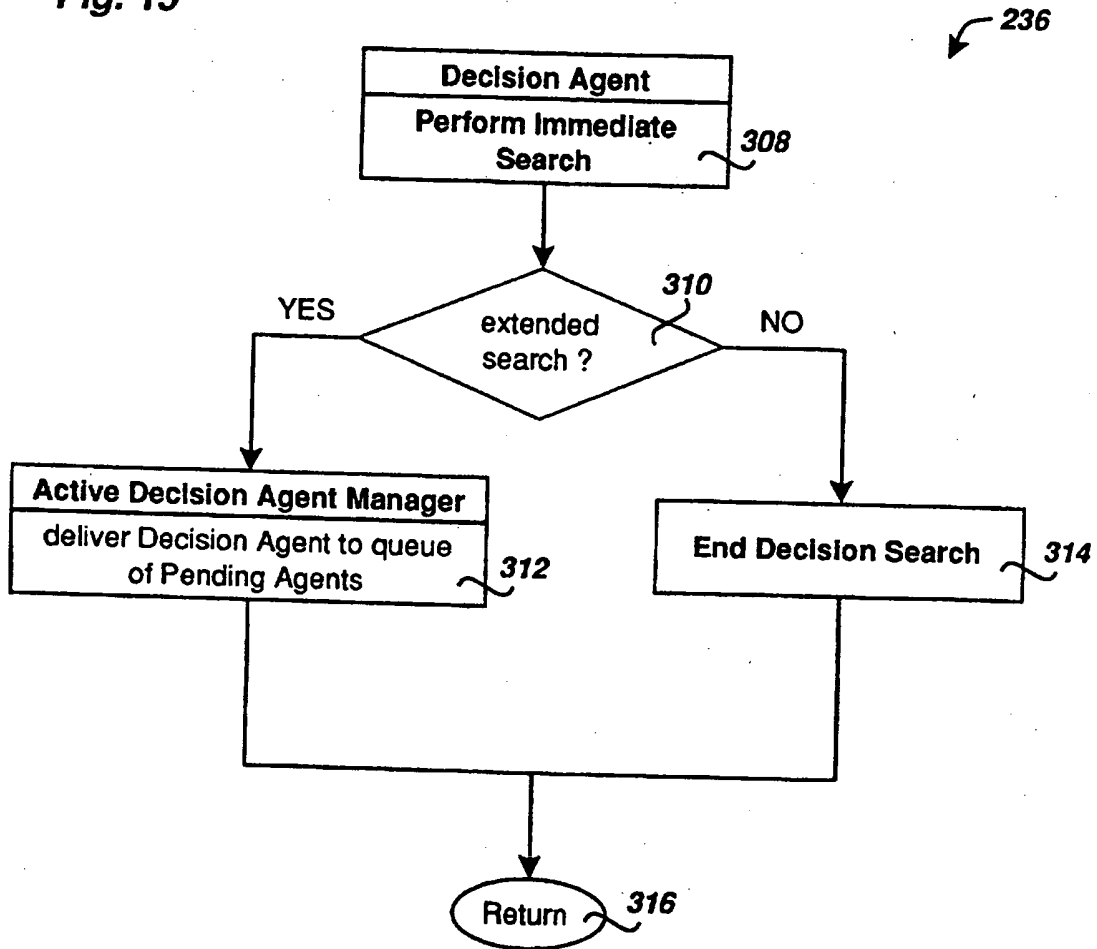 Fig. 19
236
Decision Agent
Perform Immediate
Search
308
310
extended
search ?
YES
NO
Active Decision Agent Manager
deliver Decision Agent to queue
of Pending Agents
312
End Decision Search
314
Return
316